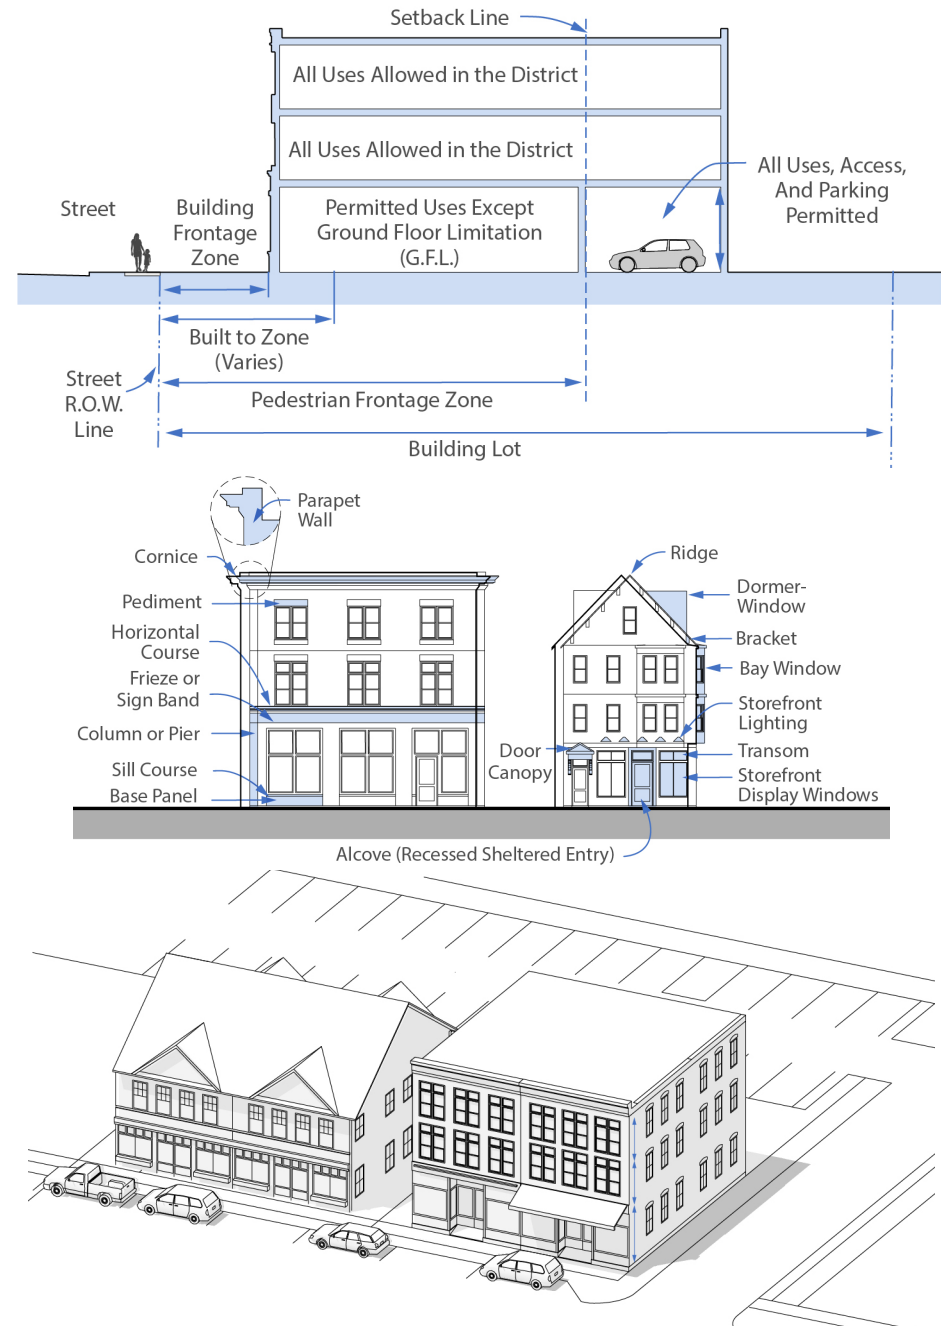 Setback Line
All Uses Allowed in the District
All Uses Allowed in the District
All Uses, Access,
And Parking
Permitted
Street
Building
Frontage
Zone
Permitted Uses Except
Ground Floor Limitation
(G.F.L.)
Built to Zone
(Varies)
Street
R.O.W.
Line
Pedestrian Frontage Zone
Building Lot
Parapet
Wall
Cornice
Pediment
Horizontal
Course
Frieze or
Sign Band
Column or Pier
Sill Course
Base Panel
Ridge
Dormer-
Window
Bracket
Bay Window
Storefront
Lighting
Door
Canopy
Transom
Storefront
Display Windows
Alcove (Recessed Sheltered Entry)